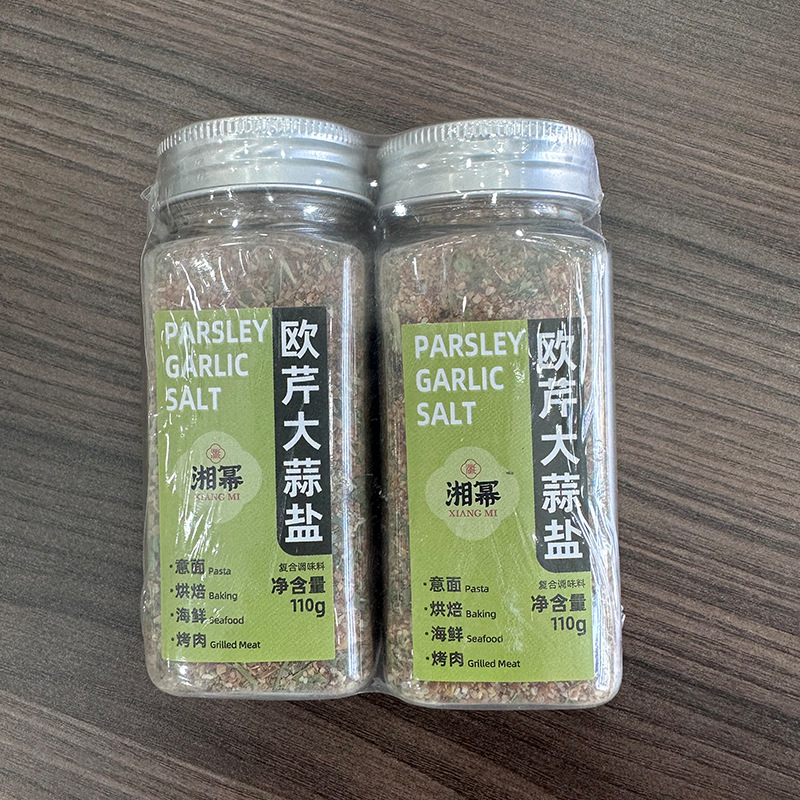 PARSLEY
GARLIC
SALT
欧芹大蒜盐
湘幂
XIANG MI
·意面 Pasta
·烘焙 Baking
·海鲜 Seafood
·烤肉 Grilled Meat
复合调味料
净含量
110g
PARSLEY
GARLIC
SALT
欧芹大蒜盐
湘幂
XIANG MI
·意面 Pasta
·烘焙 Baking
·海鲜 Seafood
·烤肉 Grilled Meat
复合调味料
净含量
110g